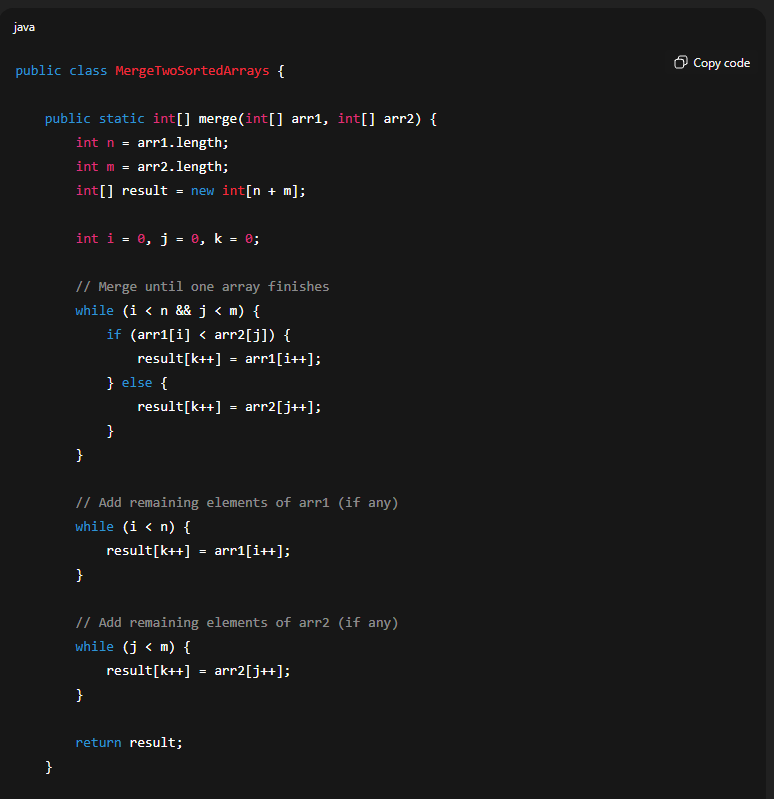 java
Copy code
public class MergeTwoSortedArrays {
    public static int[] merge(int[] arr1, int[] arr2) {
        int n = arr1.length;
        int m = arr2.length;
        int[] result = new int[n + m];
        int i = 0, j = 0, k = 0;
        // Merge until one array finishes
        while (i < n && j < m) {
            if (arr1[i] < arr2[j]) {
                result[k++] = arr1[i++];
            } else {
                result[k++] = arr2[j++];
            }
        }
        // Add remaining elements of arr1 (if any)
        while (i < n) {
            result[k++] = arr1[i++];
        }
        // Add remaining elements of arr2 (if any)
        while (j < m) {
            result[k++] = arr2[j++];
        }
        return result;
    }